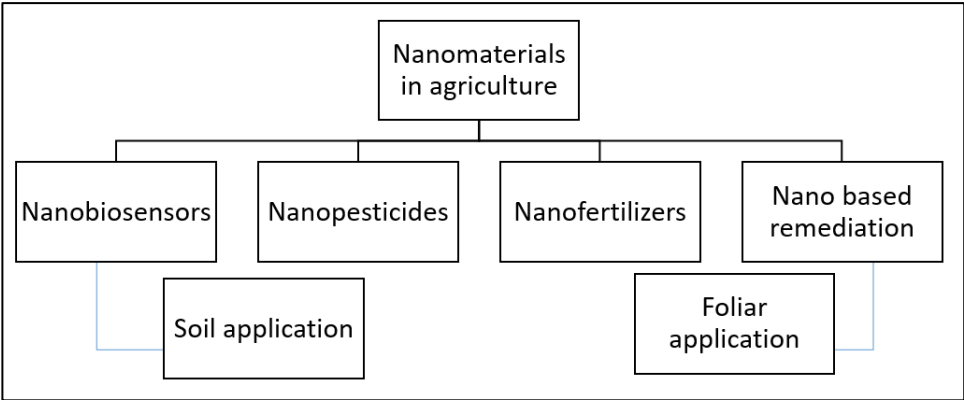 Nanomaterials
in agriculture
Nanobiosensors
Nanopesticides
Nanofertilizers
Nano based
remediation
Soil application
Foliar
application